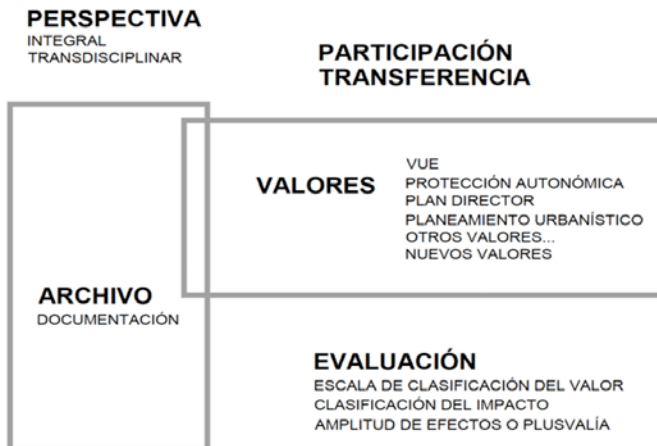 PERSPECTIVA
INTEGRAL
TRANSDISCIPLINAR
PARTICIPACIÓN
TRANSFERENCIA
VALORES
VUE
PROTECCIÓN AUTONÓMICA
PLAN DIRECTOR
PLANEAMIENTO URBANÍSTICO
OTROS VALORES...
NUEVOS VALORES
ARCHIVO
DOCUMENTACIÓN
EVALUACIÓN
ESCALA DE CLASIFICACIÓN DEL VALOR
CLASIFICACIÓN DEL IMPACTO
AMPLITUD DE EFECTOS O PLUSVALÍA